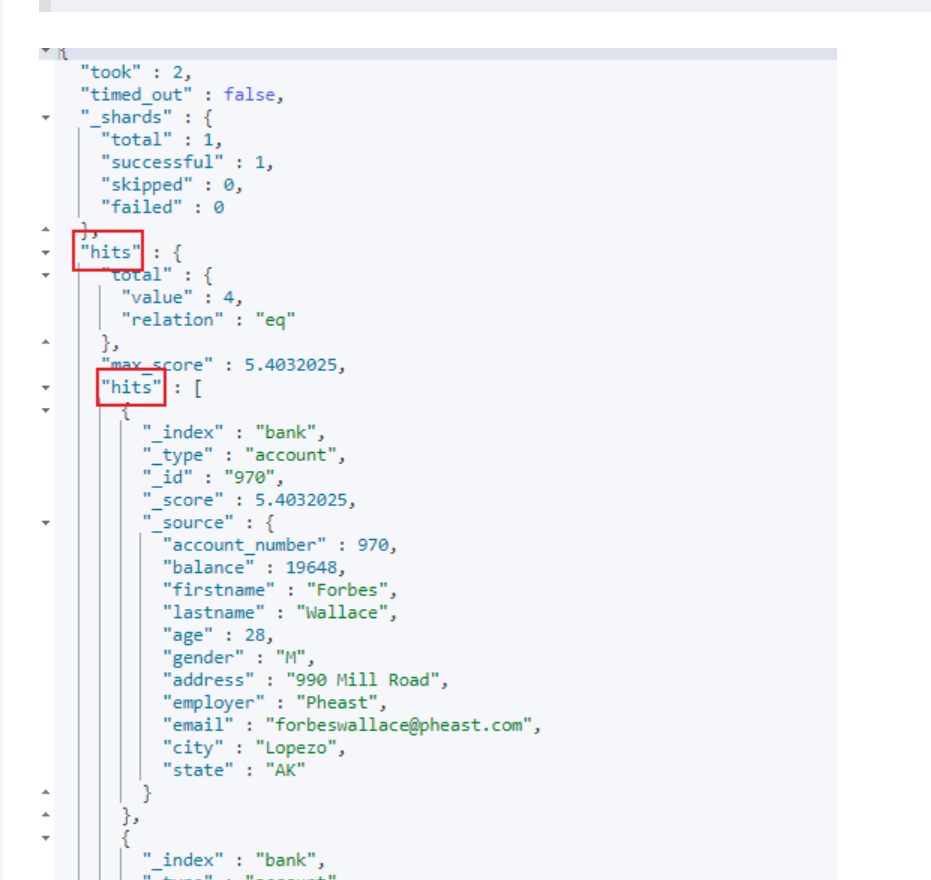 {
"took" : 2,
"timed_out" : false,
"_shards" : {
"total" : 1,
"successful" : 1,
"skipped" : 0,
"failed" : 0
},
"hits" : {
"total" : {
"value" : 4,
"relation" : "eq"
},
"max_score" : 5.4032025,
"hits" : [
{
"_index" : "bank",
"_type" : "account",
"_id" : "970",
"_score" : 5.4032025,
"_source" : {
"account_number" : 970,
"balance" : 19648,
"firstname" : "Forbes",
"lastname" : "Wallace",
"age" : 28,
"gender" : "M",
"address" : "990 Mill Road",
"employer" : "Pheast",
"email" : "forbeswallace@pheast.com",
"city" : "Lopezo",
"state" : "AK"
}
},
{
"_index" : "bank",
"_type" : "account"